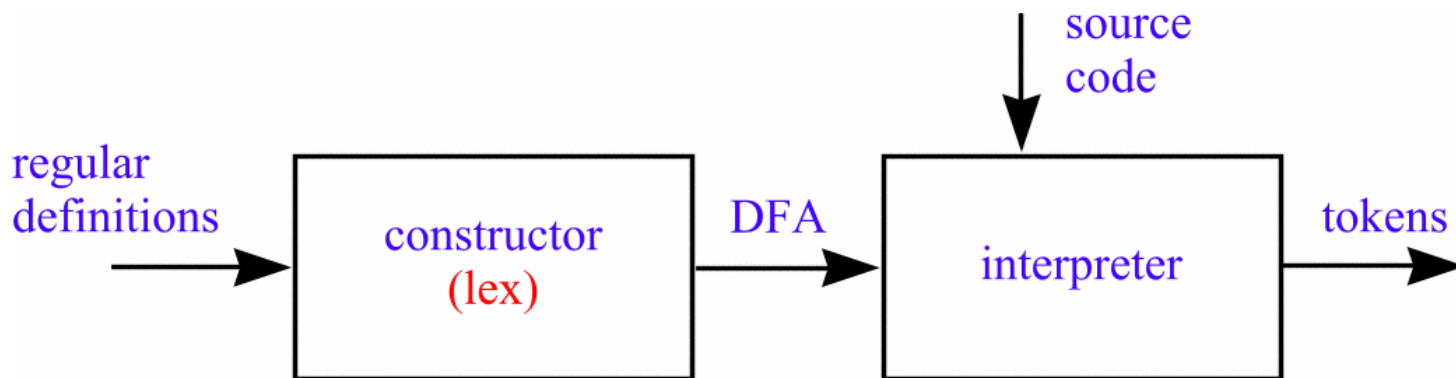 source
code
regular
definitions
constructor
(lex)
DFA
interpreter
tokens